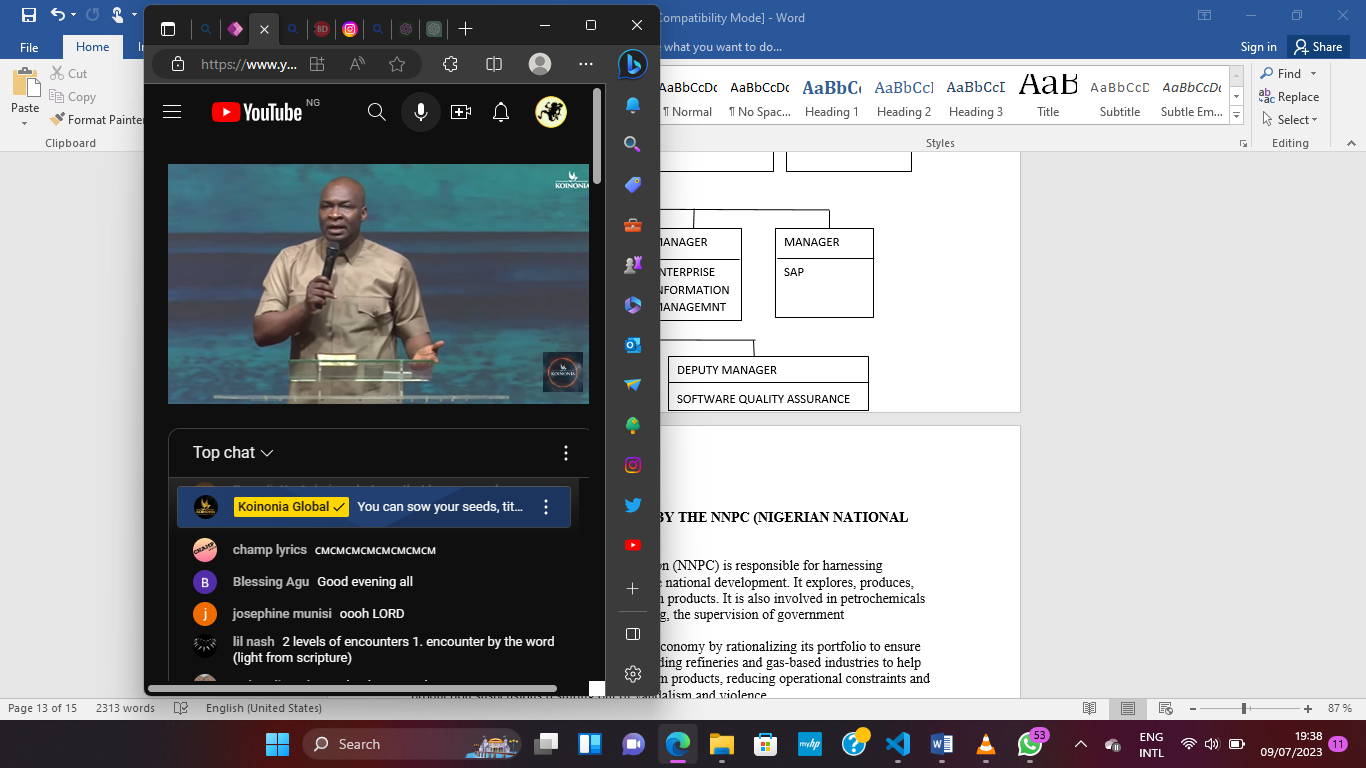 Compatibility Mode] - Word
File
Home
what you want to do...
Sign in
Share
Paste
Cut
Copy
Format Painter
Clipboard
AaBbCcDc
¶ Normal
AaBbCcDc
¶ No Spac...
AaBbC
Heading 1
AaBbCc
Heading 2
AaBbCcD
Heading 3
AaB
Title
AaBbCcD
Subtitle
AaBbCcDc
Subtle Em...
Styles
Find
Replace
Select
Editing
https://www.y...
YouTube NG
KOINONIA
KOINONIA
Top chat
Koinonia Global You can sow your seeds, tit...
champ lyrics CMCMCMCMCMCMCMCM
Blessing Agu Good evening all
josephine munisi oooh LORD
lil nash 2 levels of encounters 1. encounter by the word
(light from scripture)
MANAGER
ENTERPRISE
INFORMATION
MANAGEMNT
MANAGER
SAP
DEPUTY MANAGER
SOFTWARE QUALITY ASSURANCE
BY THE NNPC (NIGERIAN NATIONAL
on (NNPC) is responsible for harnessing
e national development. It explores, produces,
n products. It is also involved in petrochemicals
g, the supervision of government
conomy by rationalizing its portfolio to ensure
ding refineries and gas-based industries to help
m products, reducing operational constraints and
vandalism and violence
Page 13 of 15
2313 words
English (United States)
87 %
Search
myhp
53
ENG
INTL
19:38
09/07/2023
11